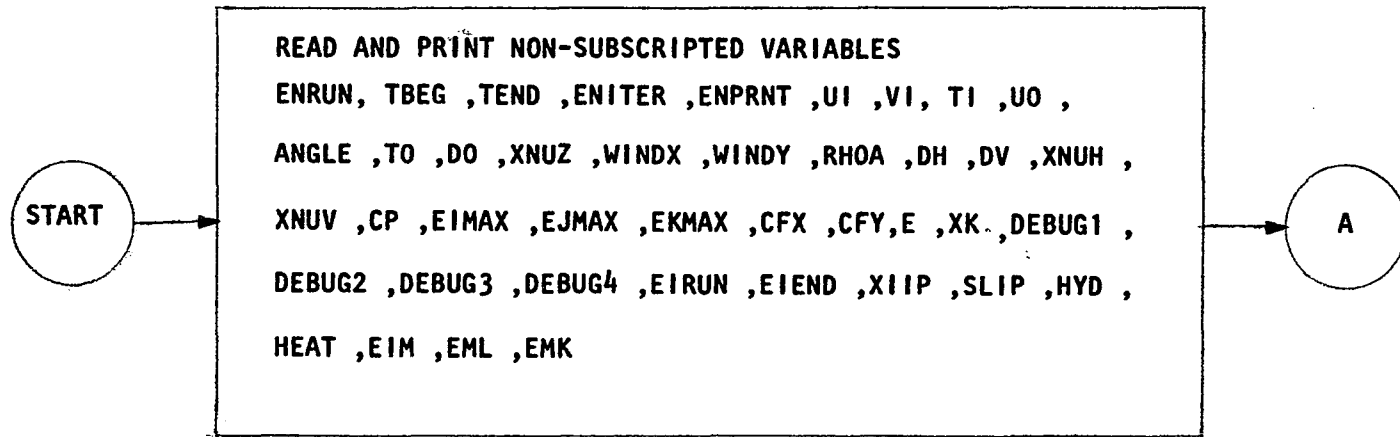 READ AND PRINT NON-SUBSCRIPTED VARIABLES
ENRUN, TBEG ,TEND ,ENITER ,ENPRNT ,UI ,VI, TI ,UO ,
ANGLE ,TO ,DO ,XNUZ ,WINDX ,WINDY ,RHOA ,DH ,DV ,XNUH ,
START
XNUV ,CP ,EIMAX ,EJMAX ,EKMAX ,CFX ,CFY,E ,XK ,DEBUG1 ,
A
DEBUG2 ,DEBUG3 ,DEBUG4 ,EIRUN ,EIEND ,XIIP ,SLIP ,HYD ,
HEAT ,EIM ,EML ,EMK